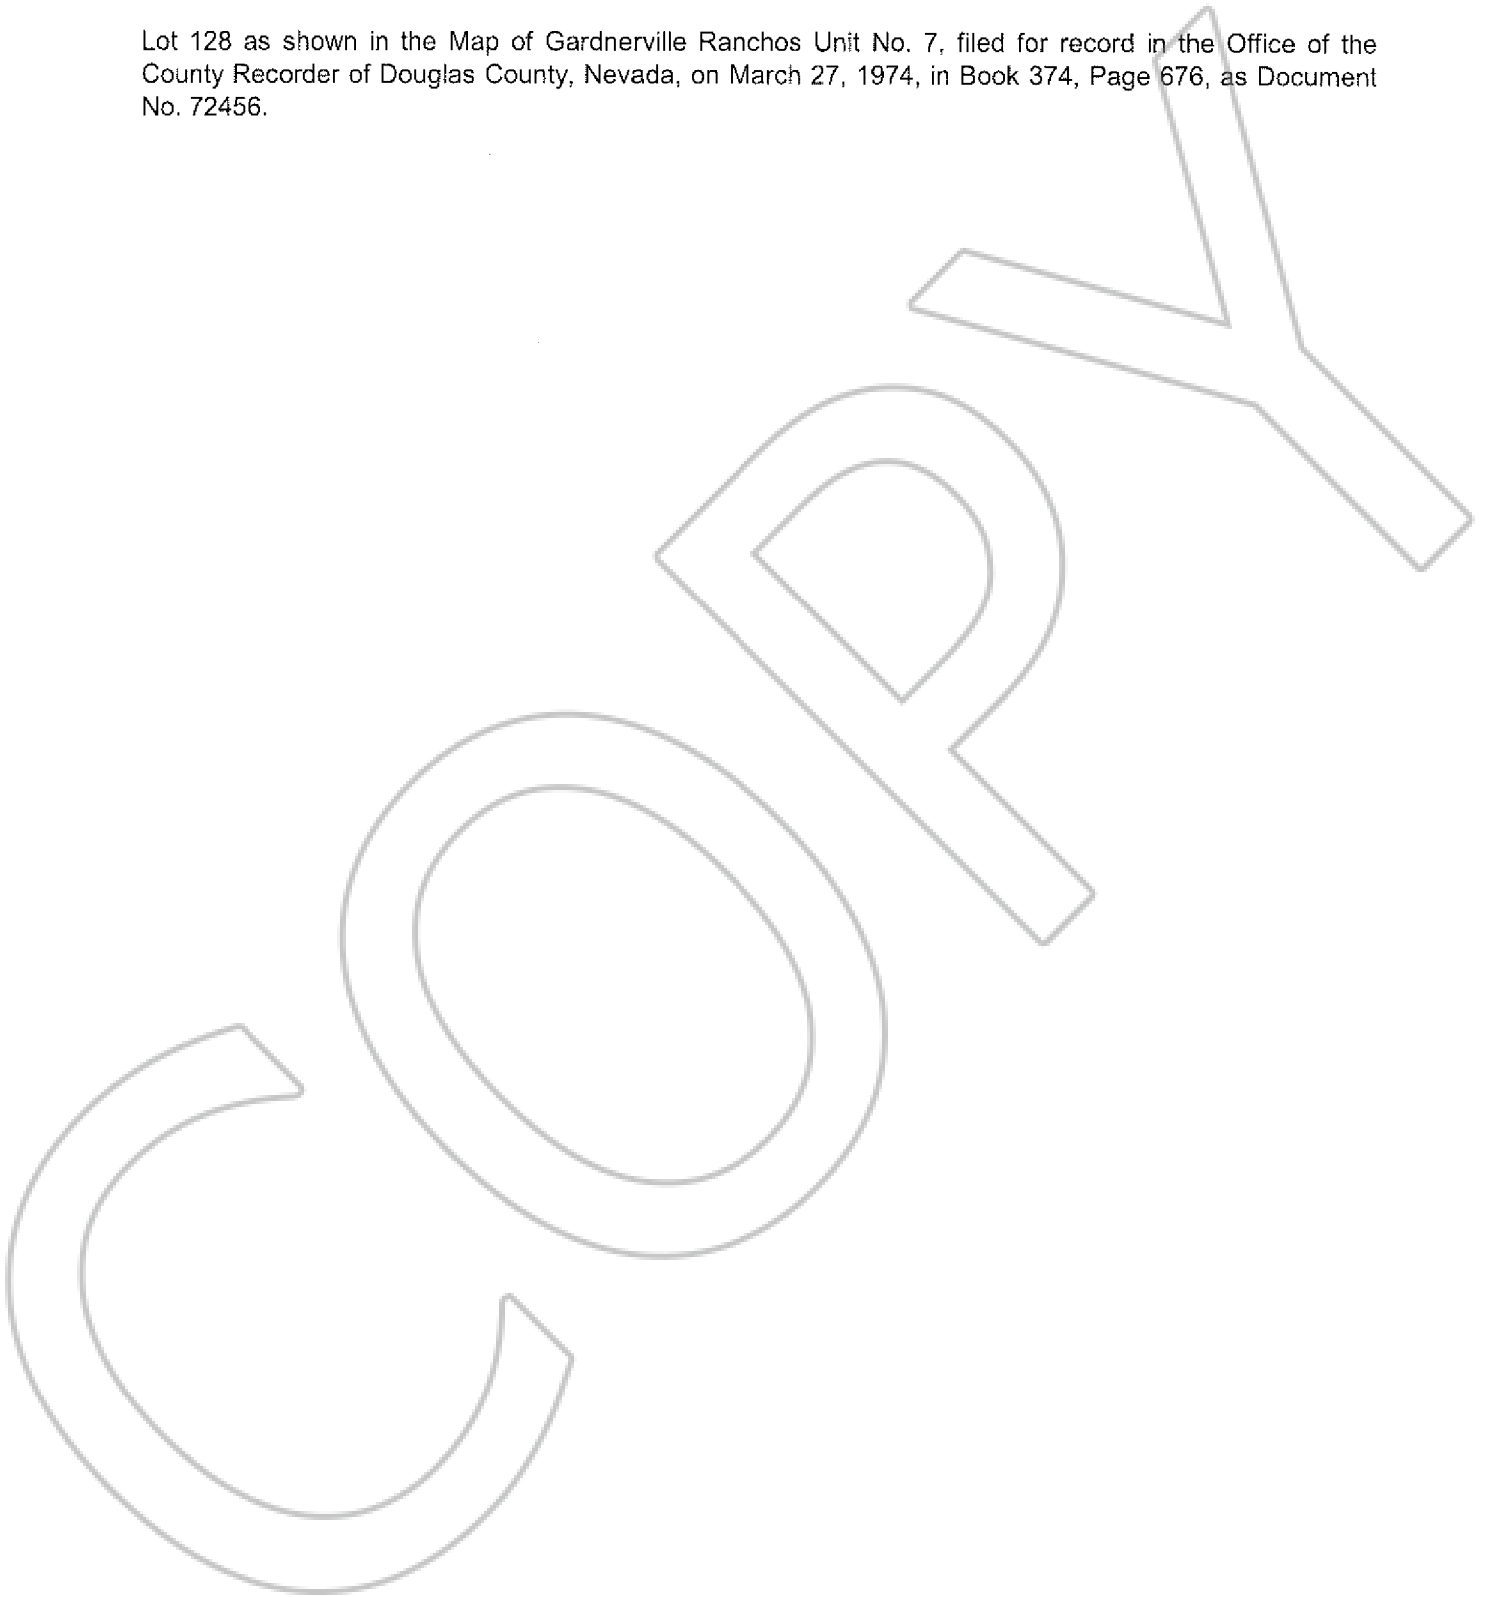 Lot 128 as shown in the Map of Gardnerville Ranchos Unit No. 7, filed for record in the Office of the
County Recorder of Douglas County, Nevada, on March 27, 1974, in Book 374, Page 676, as Document
No. 72456.
COPY